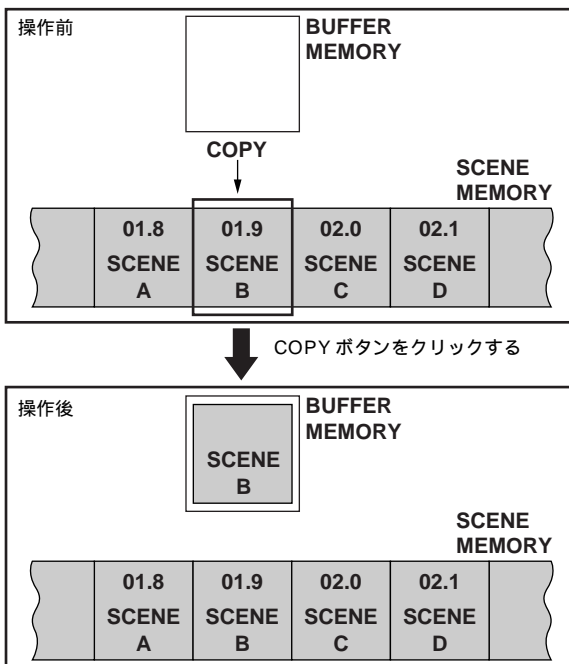 操作前
BUFFER
MEMORY
COPY
SCENE
MEMORY
01.8 01.9 02.0 02.1
SCENE SCENE SCENE SCENE
A B C D
COPY ボタンをクリックする
操作後
BUFFER
MEMORY
SCENE
B
SCENE
MEMORY
01.8 01.9 02.0 02.1
SCENE SCENE SCENE SCENE
A B C D